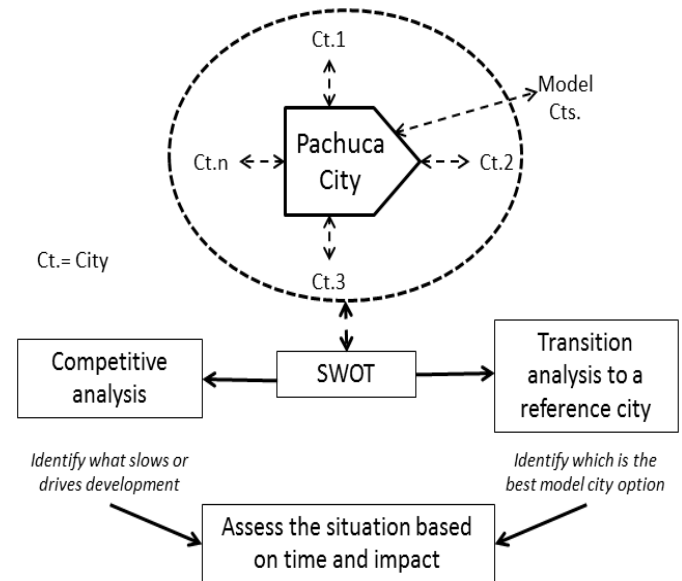 Ct.1
Model
Cts.
Pachuca
City
Ct.n
Ct.2
Ct.3
Ct.= City
Competitive
analysis
SWOT
Transition
analysis to a
reference city
Identify what slows or
drives development
Identify which is the
best model city option
Assess the situation based
on time and impact